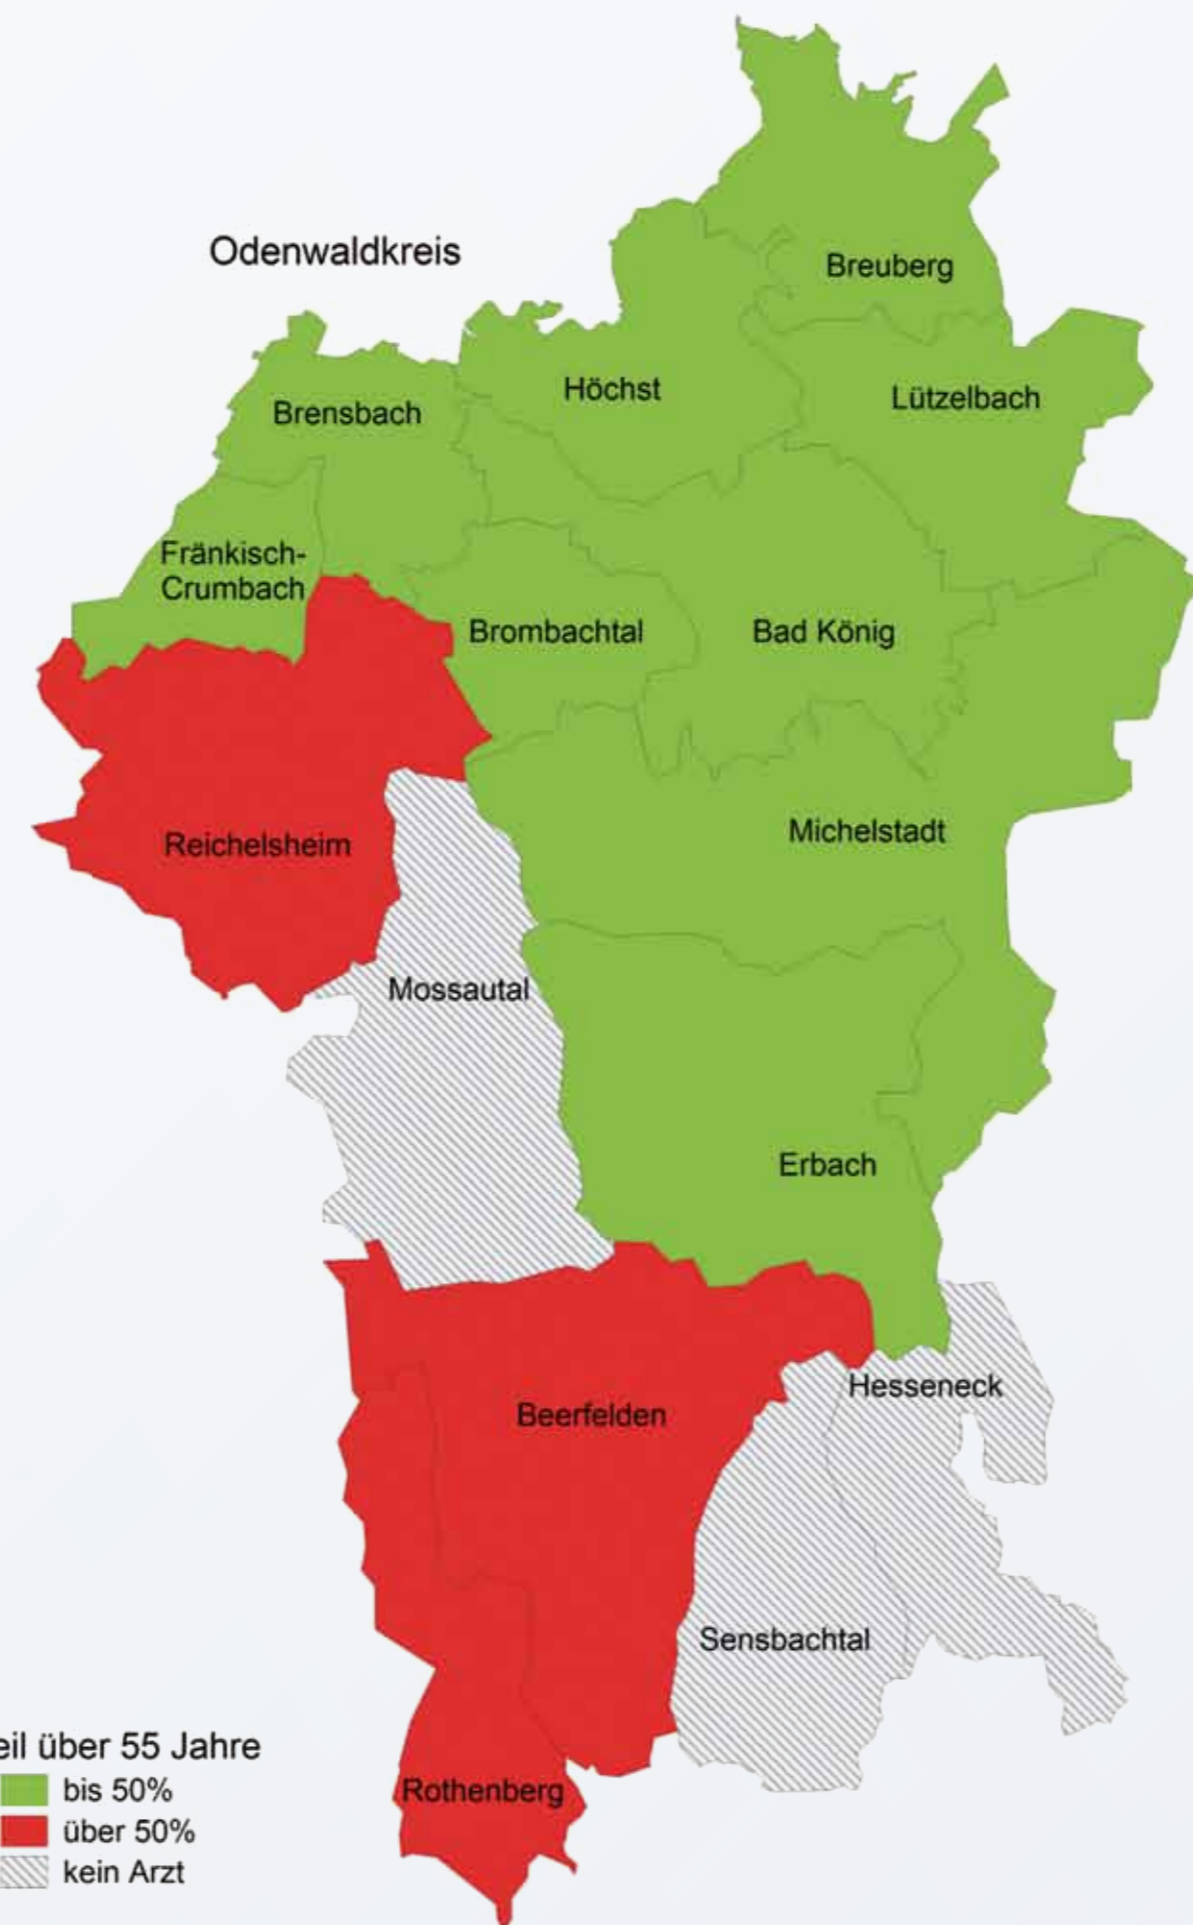 Odenwaldkreis
Breuberg
Höchst
Lützelbach
Brensbach
Fränkisch-
Crumbach
Brombachtal
Bad König
Michelstadt
Reichelsheim
Mossautal
Erbach
Hesseneck
Beerfelden
Sensbachtal
Rothenberg
über 55 Jahre
bis 50%
über 50%
kein Arzt